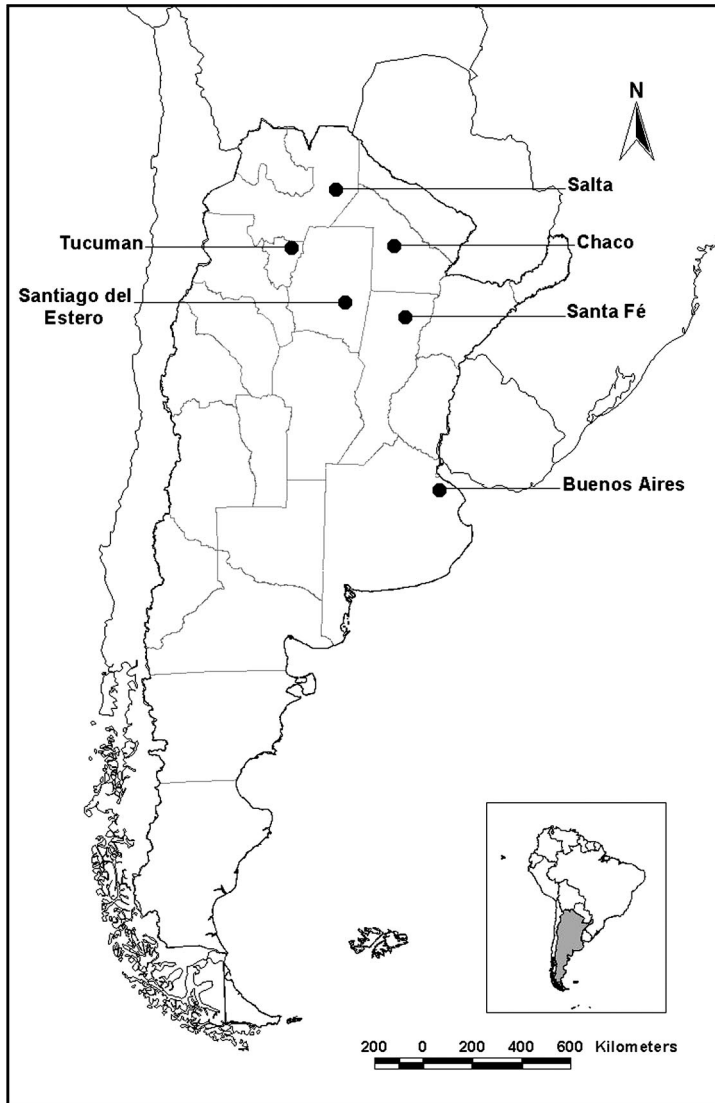 N
Salta
Tucuman
Chaco
Santiago del
Estero
Santa Fé
Buenos Aires
200 0 200 400 600 Kilometers